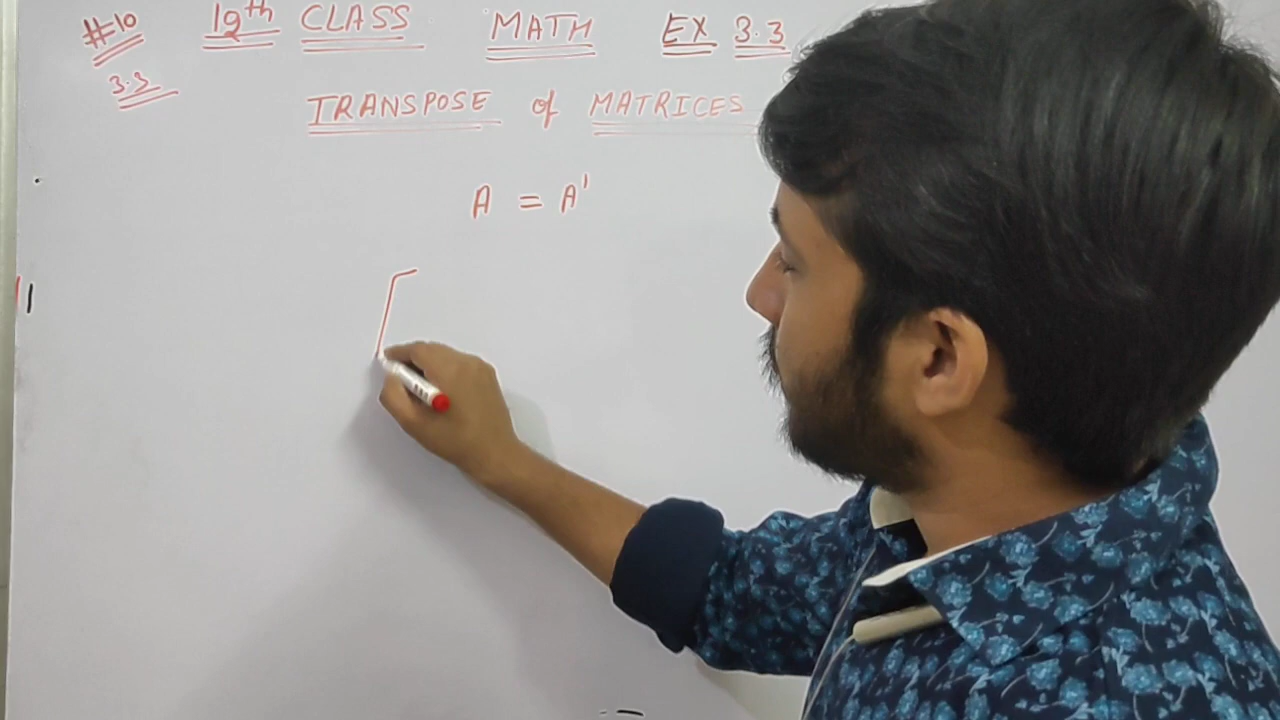 #10 12th CLASS MATH EX 3.3
3.3
TRANSPOSE of MATRICES
A = A'